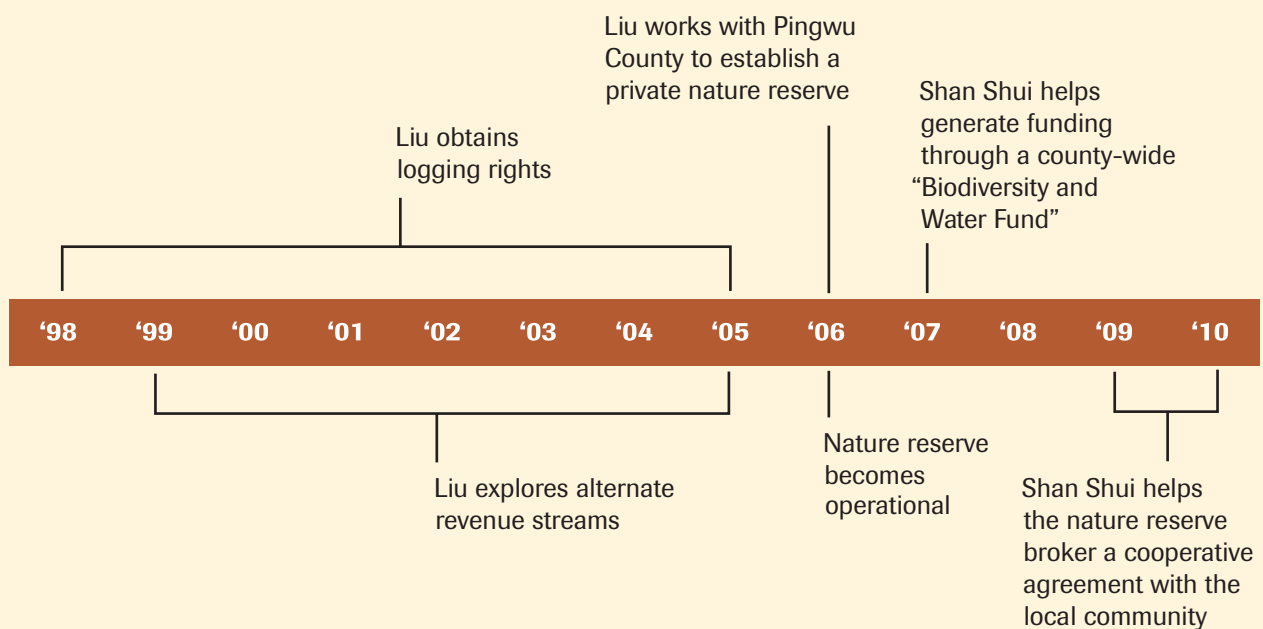 Liu works with Pingwu
County to establish a
private nature reserve
Shan Shui helps
generate funding
through a county-wide
“Biodiversity and
Water Fund”
Liu obtains
logging rights
‘98 ‘99 ‘00 ‘01 ‘02 ‘03 ‘04 ‘05 ‘06 ‘07 ‘08 ‘09 ‘10
Liu explores alternate
revenue streams
Nature reserve
becomes
operational
Shan Shui helps
the nature reserve
broker a cooperative
agreement with the
local community